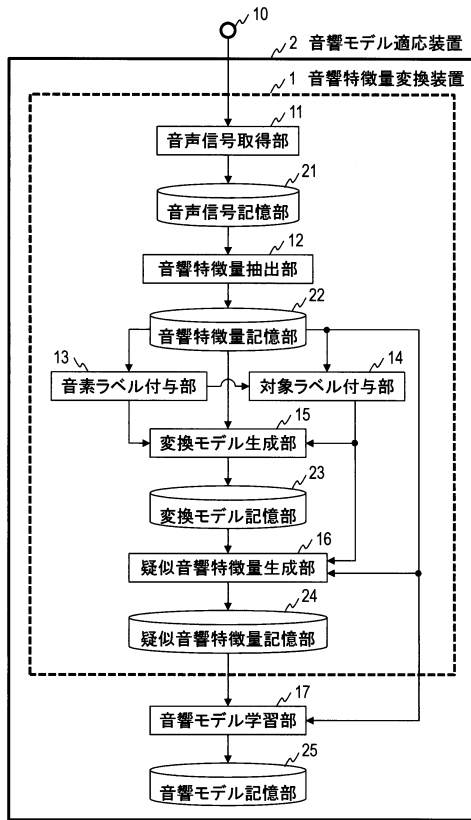 10
2 音響モデル適応装置
1 音響特徴量変換装置
11
音声信号取得部
21
音声信号記憶部
12
音響特徴量抽出部
22
音響特徴量記憶部
13
音素ラベル付与部
14
対象ラベル付与部
15
変換モデル生成部
23
変換モデル記憶部
16
疑似音響特徴量生成部
24
疑似音響特徴量記憶部
17
音響モデル学習部
25
音響モデル記憶部